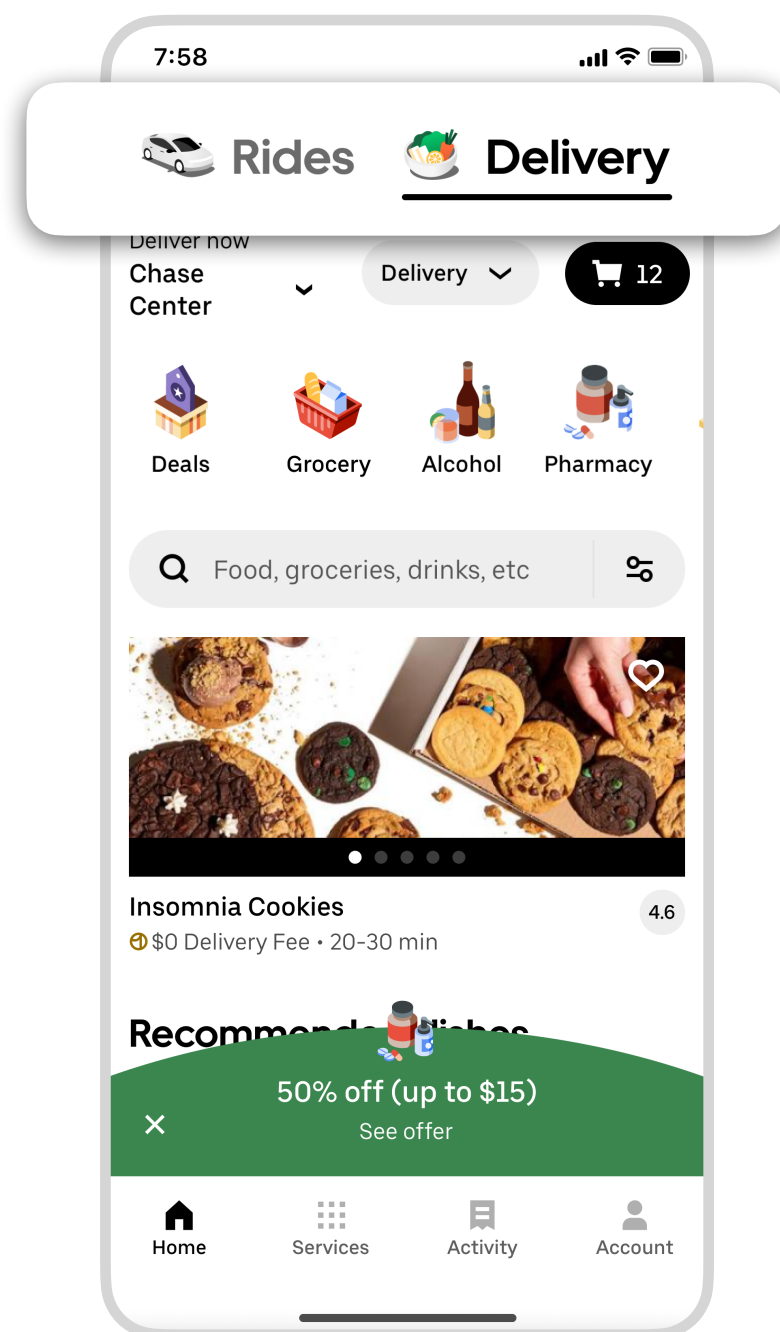 7:58
Rides
Delivery
Deliver now
Chase
Center
Delivery
12
Deals
Grocery
Alcohol
Pharmacy
Food, groceries, drinks, etc
Insomnia Cookies
4.6
$0 Delivery Fee • 20-30 min
Recommended dishes
50% off (up to $15)
See offer
Home
Services
Activity
Account